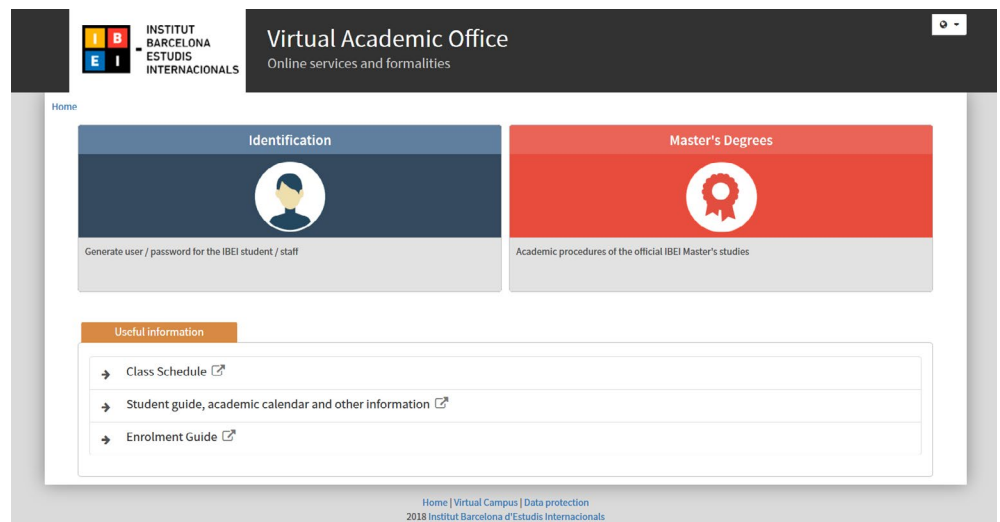 I B
E I
INSTITUT
BARCELONA
ESTUDIS
INTERNACIONALS
Virtual Academic Office
Online services and formalities
Home
Identification
Generate user / password for the IBEI student / staff
Master's Degrees
Academic procedures of the official IBEI Master's studies
Useful information
Class Schedule
Student guide, academic calendar and other information
Enrolment Guide
Home | Virtual Campus | Data protection
2018 Institut Barcelona d'Estudis Internacionals